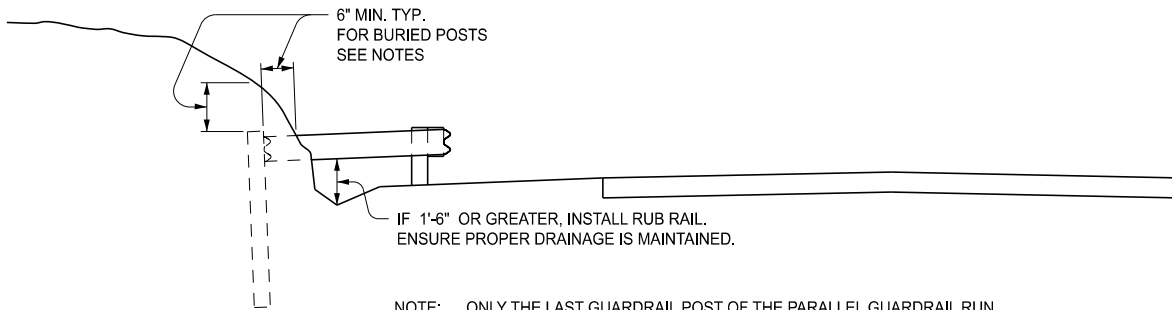 6" MIN. TYP.
FOR BURIED POSTS
SEE NOTES
IF 1'-6" OR GREATER, INSTALL RUB RAIL.
ENSURE PROPER DRAINAGE IS MAINTAINED.
NOTE: ONLY THE LAST GUARDRAIL POST OF THE PARALLEL GUARDRAIL RUN